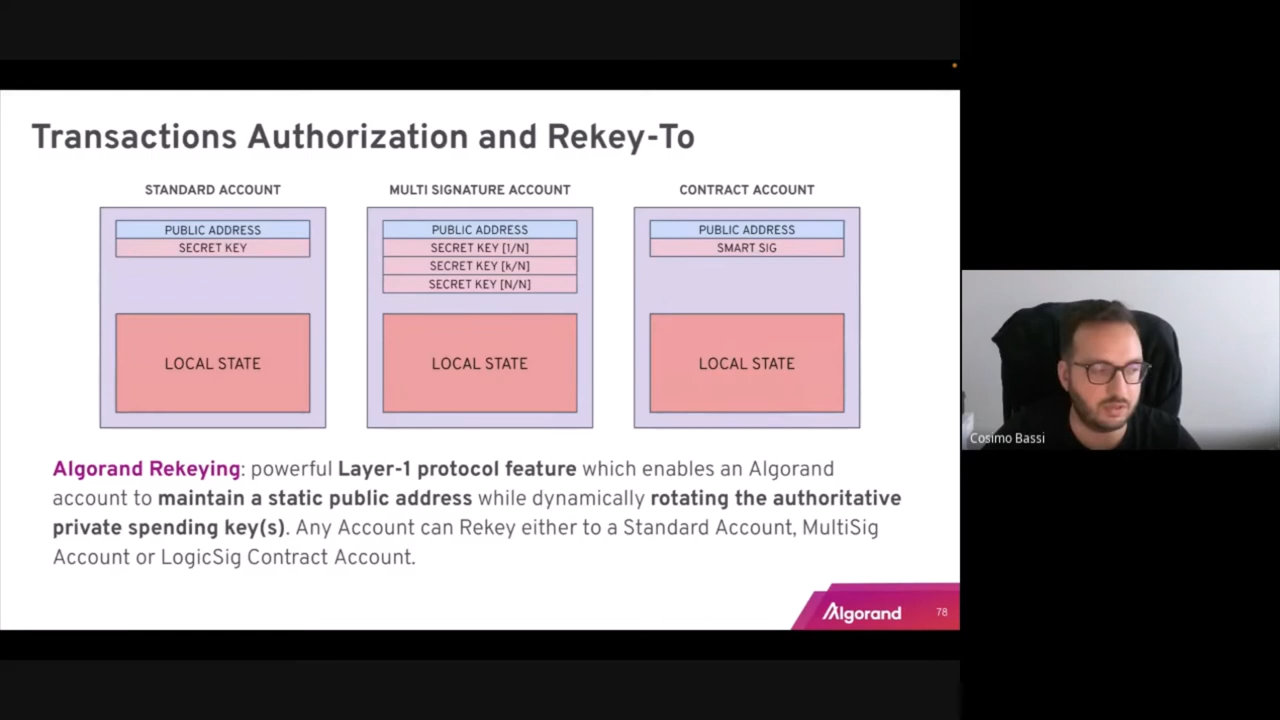 Transactions Authorization and Rekey-To
STANDARD ACCOUNT
PUBLIC ADDRESS
SECRET KEY
LOCAL STATE
MULTI SIGNATURE ACCOUNT
PUBLIC ADDRESS
SECRET KEY [1/N]
SECRET KEY [k/N]
SECRET KEY [N/N]
LOCAL STATE
CONTRACT ACCOUNT
PUBLIC ADDRESS
SMART SIG
LOCAL STATE
Algorand Rekeying: powerful Layer-1 protocol feature which enables an Algorand
account to maintain a static public address while dynamically rotating the authoritative
private spending key(s). Any Account can Rekey either to a Standard Account, MultiSig
Account or LogicSig Contract Account.
Algorand
78
Cosimo Bassi